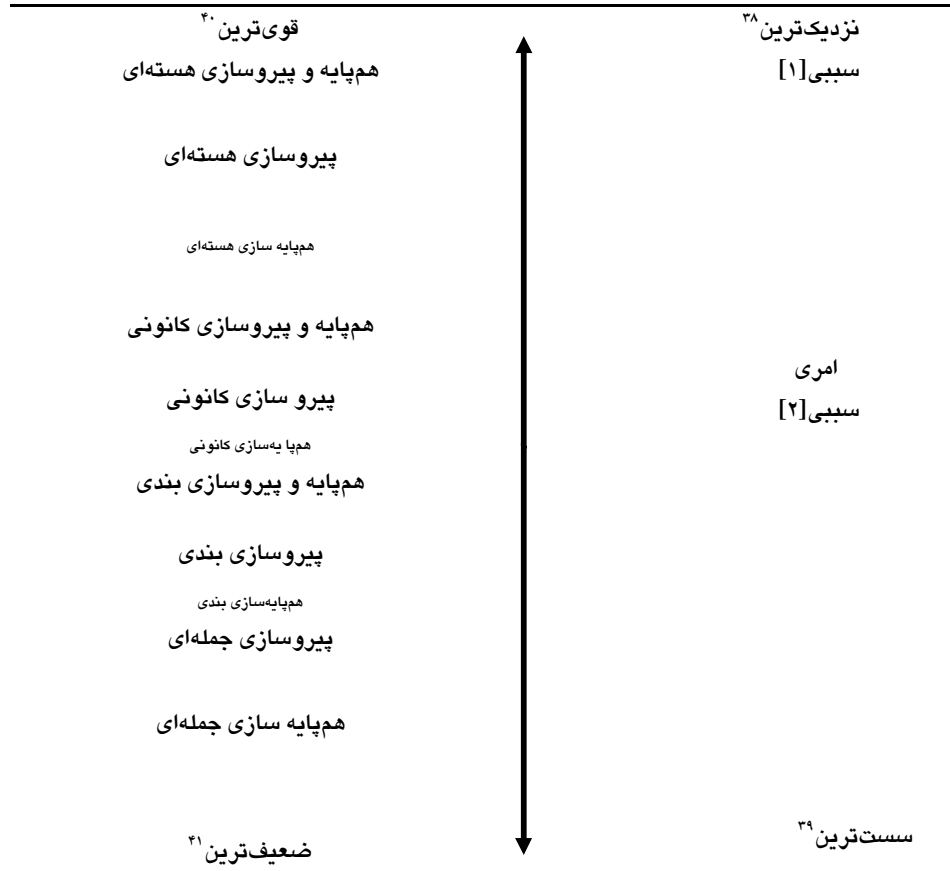 نزدیک‌ترین۳۸ قوی‌ترین۴۰
سببی[۱] هم‌پایه و پیروسازی هسته‌ای
پیروسازی هسته‌ای
هم‌پایه سازی هسته‌ای
هم‌پایه و پیروسازی کانونی
امری
پیرو سازی کانونی
سببی[۲]
هم‌پا یه‌سازی کانونی
هم‌پایه و پیروسازی بندی
پیروسازی بندی
هم‌پایه‌سازی بندی
پیروسازی جمله‌ای
هم‌پایه سازی جمله‌ای
سست‌ترین۳۹ ضعیف‌ترین۴۱